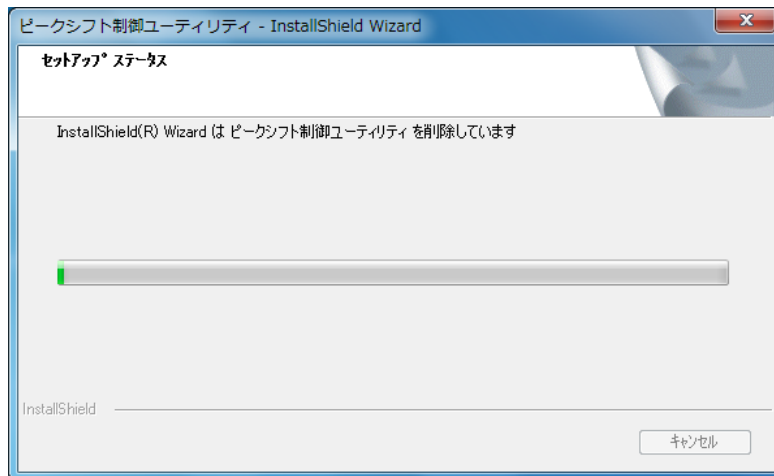 ピークシフト制御ユーティリティ - InstallShield Wizard
セットアップ ステータス
InstallShield(R) Wizard は ピークシフト制御ユーティリティ を削除しています
InstallShield
キャンセル